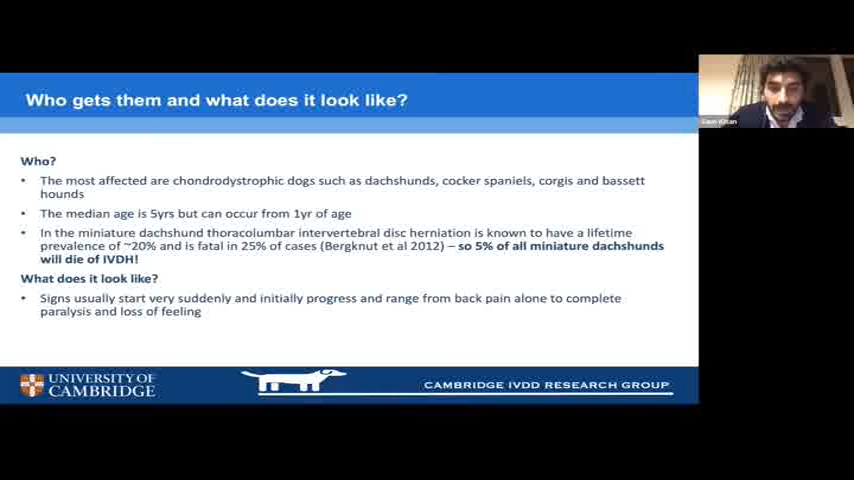 Who gets them and what does it look like?
Who?
• The most affected are chondrodystrophic dogs such as dachshunds, cocker spaniels, corgis and bassett
hounds
• The median age is 5yrs but can occur from 1yr of age
• In the miniature dachshund thoracolumbar intervertebral disc herniation is known to have a lifetime
prevalence of ~20% and is fatal in 25% of cases (Bergknut et al 2012) – so 5% of all miniature dachshunds
will die of IVDH!
What does it look like?
• Signs usually start very suddenly and initially progress and range from back pain alone to complete
paralysis and loss of feeling
UNIVERSITY OF
CAMBRIDGE
CAMBRIDGE IVDD RESEARCH GROUP